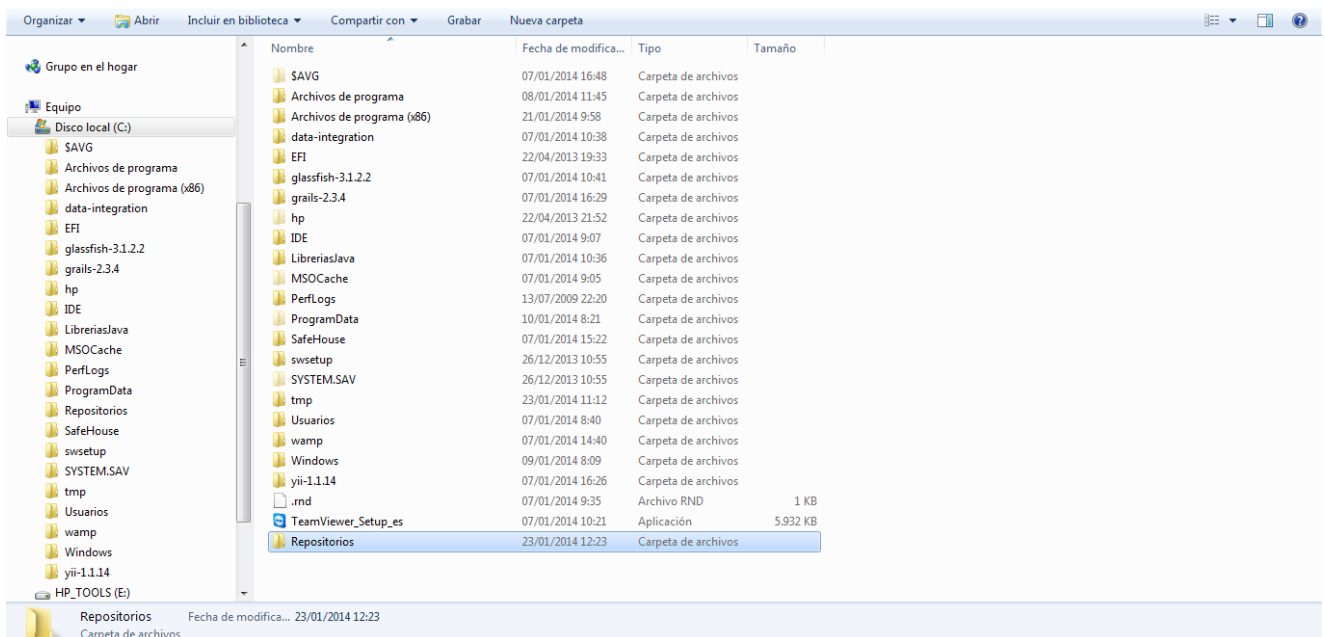 Organizar Abrir Incluir en biblioteca Compartir con Grabar Nueva carpeta
Grupo en el hogar
Equipo
Disco local (C:)
$AVG
Archivos de programa
Archivos de programa (x86)
data-integration
EFI
glassfish-3.1.2.2
grails-2.3.4
hp
IDE
LibreriasJava
MSOCache
PerfLogs
ProgramData
Repositorios
SafeHouse
swsetup
SYSTEM.SAV
tmp
Usuarios
wamp
Windows
yii-1.1.14
HP_TOOLS (E:)
Nombre Fecha de modifica... Tipo Tamaño
$AVG 07/01/2014 16:48 Carpeta de archivos
Archivos de programa 08/01/2014 11:45 Carpeta de archivos
Archivos de programa (x86) 21/01/2014 9:58 Carpeta de archivos
data-integration 07/01/2014 10:38 Carpeta de archivos
EFI 22/04/2013 19:33 Carpeta de archivos
glassfish-3.1.2.2 07/01/2014 10:41 Carpeta de archivos
grails-2.3.4 07/01/2014 16:29 Carpeta de archivos
hp 22/04/2013 21:52 Carpeta de archivos
IDE 07/01/2014 9:07 Carpeta de archivos
LibreriasJava 07/01/2014 10:36 Carpeta de archivos
MSOCache 07/01/2014 9:05 Carpeta de archivos
PerfLogs 13/07/2009 22:20 Carpeta de archivos
ProgramData 10/01/2014 8:21 Carpeta de archivos
SafeHouse 07/01/2014 15:22 Carpeta de archivos
swsetup 26/12/2013 10:55 Carpeta de archivos
SYSTEM.SAV 26/12/2013 10:55 Carpeta de archivos
tmp 23/01/2014 11:12 Carpeta de archivos
Usuarios 07/01/2014 8:40 Carpeta de archivos
wamp 07/01/2014 14:40 Carpeta de archivos
Windows 09/01/2014 8:09 Carpeta de archivos
yii-1.1.14 07/01/2014 16:26 Carpeta de archivos
.rnd 07/01/2014 9:35 Archivo RND 1 KB
TeamViewer_Setup_es 07/01/2014 10:21 Aplicación 5.932 KB
Repositorios 23/01/2014 12:23 Carpeta de archivos
Repositorios Fecha de modifica... 23/01/2014 12:23
Carpeta de archivos